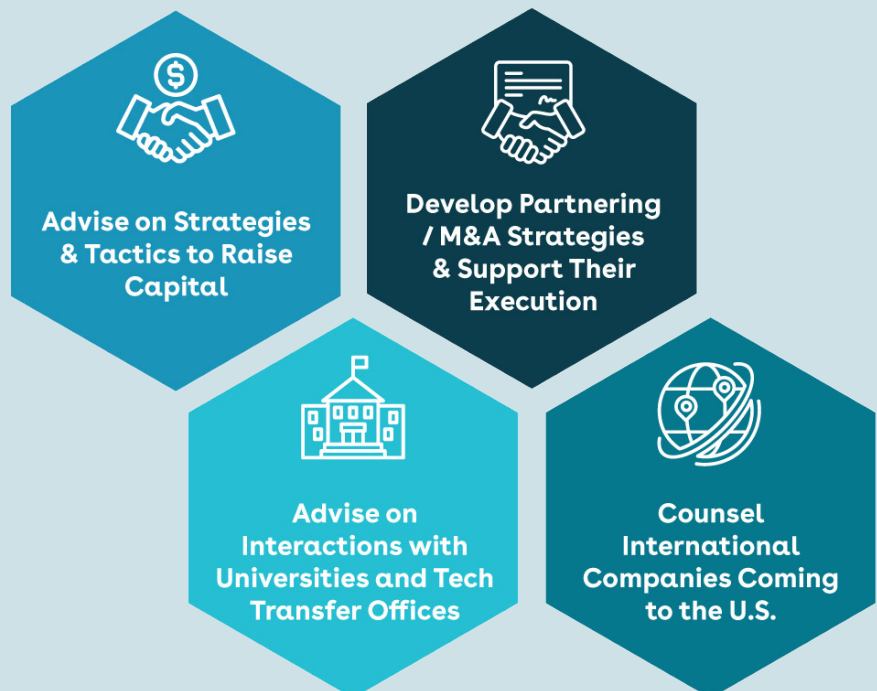 $
Advise on Strategies
& Tactics to Raise
Capital
Develop Partnering
/ M&A Strategies
& Support Their
Execution
Advise on
Interactions with
Universities and Tech
Transfer Offices
Counsel
International
Companies Coming
to the U.S.